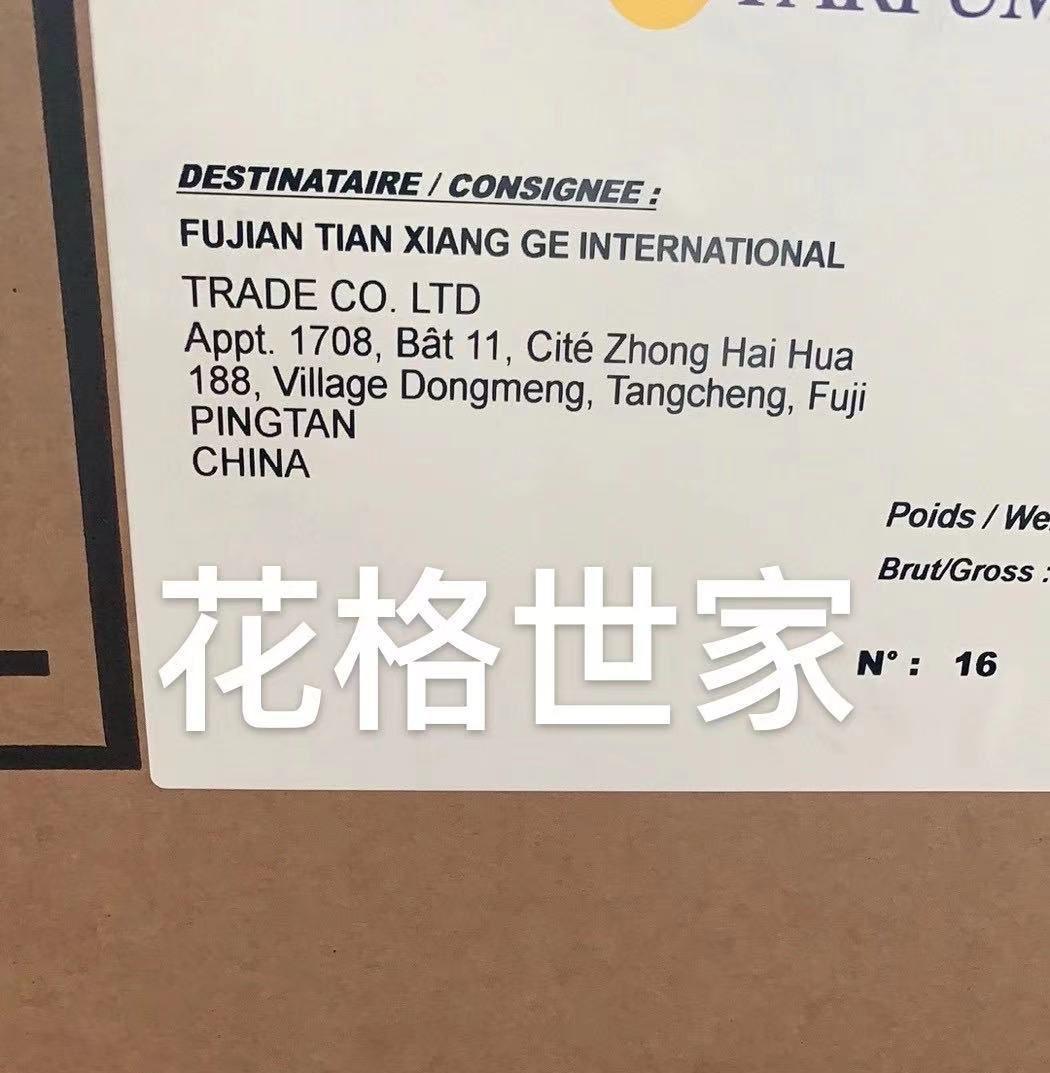 DESTINATAIRE / CONSIGNEE :
FUJIAN TIAN XIANG GE INTERNATIONAL
TRADE CO. LTD
Appt. 1708, Bât 11, Cité Zhong Hai Hua
188, Village Dongmeng, Tangcheng, Fuji
PINGTAN
CHINA
Poids /
Brut/Gross :
花格世家
N° : 16